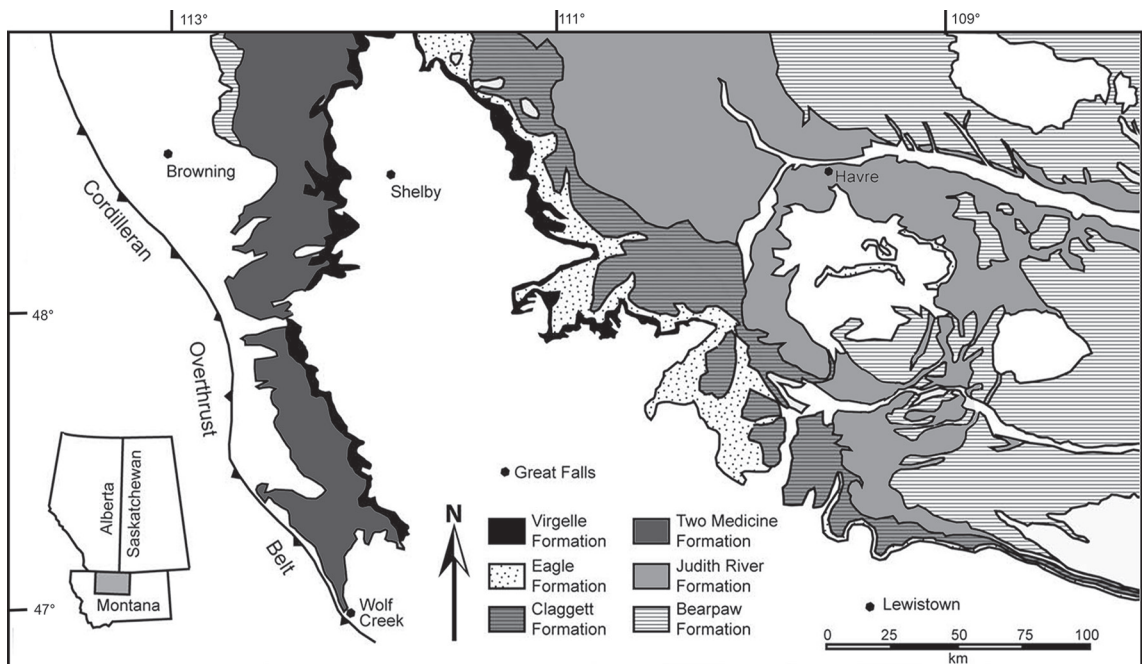 113°
111°
109°
Browning
Shelby
Havre
Cordilleran
48°
Overthrust
Great Falls
Alberta
Saskatchewan
N
Virgelle
Formation
Two Medicine
Formation
Belt
Eagle
Formation
Judith River
Formation
Montana
47°
Wolf
Creek
Claggett
Formation
Bearpaw
Formation
Lewistown
0 25 50 75 100
km